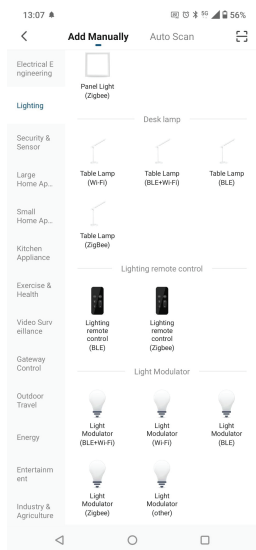 13:07
5G
56%
Add Manually
Auto Scan
Electrical E
ngineering
Lighting
Security &
Sensor
Large
Home Ap...
Small
Home Ap...
Kitchen
Appliance
Exercise &
Health
Video Surv
eillance
Gateway
Control
Outdoor
Travel
Energy
Entertainm
ent
Industry &
Agriculture
Panel Light
(Zigbee)
Desk lamp
Table Lamp
(Wi-Fi)
Table Lamp
(BLE+Wi-Fi)
Table Lamp
(BLE)
Table Lamp
(ZigBee)
Lighting remote control
Lighting
remote
control
(BLE)
Lighting
remote
control
(Zigbee)
Light Modulator
Light
Modulator
(BLE+Wi-Fi)
Light
Modulator
(Wi-Fi)
Light
Modulator
(BLE)
Light
Modulator
(Zigbee)
Light
Modulator
(other)